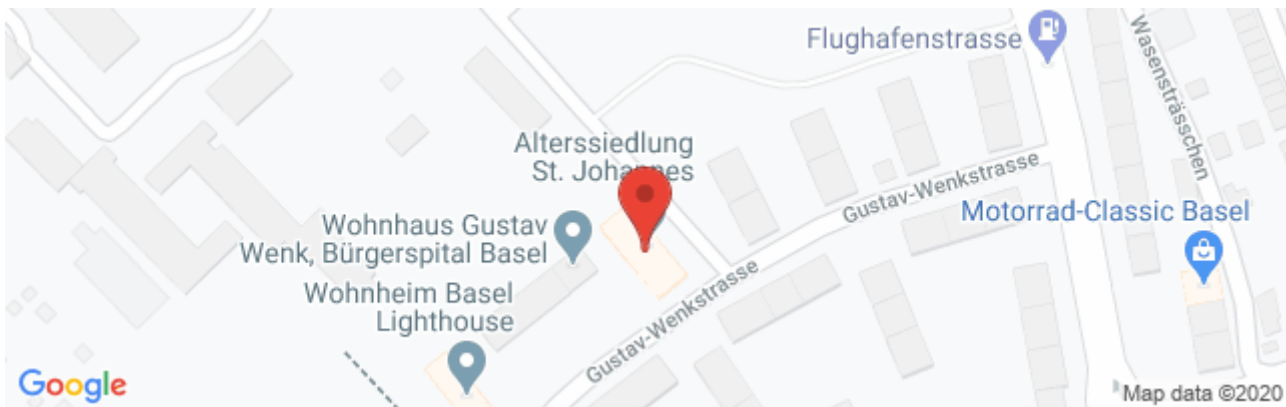 Flughafenstrasse
Wasensträsschen
Alterssiedlung
St. Johannes
Gustav-Wenkstrasse
Motorrad-Classic Basel
Wohnhaus Gustav
Wenk, Bürgerspital Basel
Wohnheim Basel
Lighthouse
Gustav-Wenkstrasse
Google
Map data ©2020